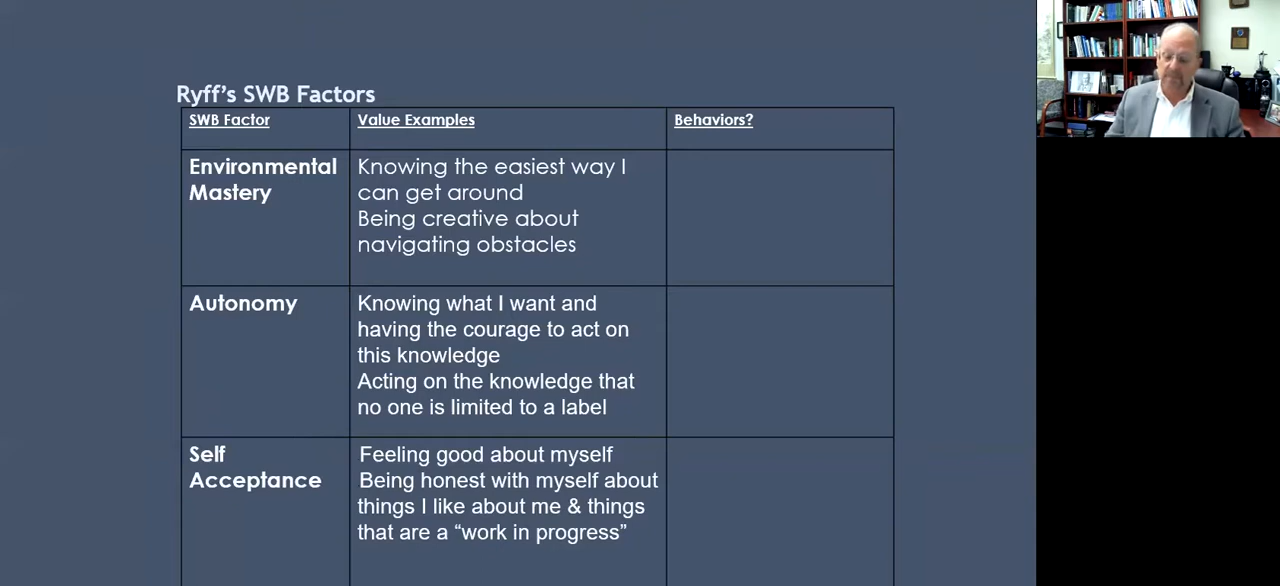 Ryff's SWB Factors
SWB Factor
Value Examples
Behaviors?
Environmental
Mastery
Knowing the easiest way I
can get around
Being creative about
navigating obstacles
Autonomy
Knowing what I want and
having the courage to act on
this knowledge
Acting on the knowledge that
no one is limited to a label
Self
Acceptance
Feeling good about myself
Being honest with myself about
things I like about me & things
that are a “work in progress”